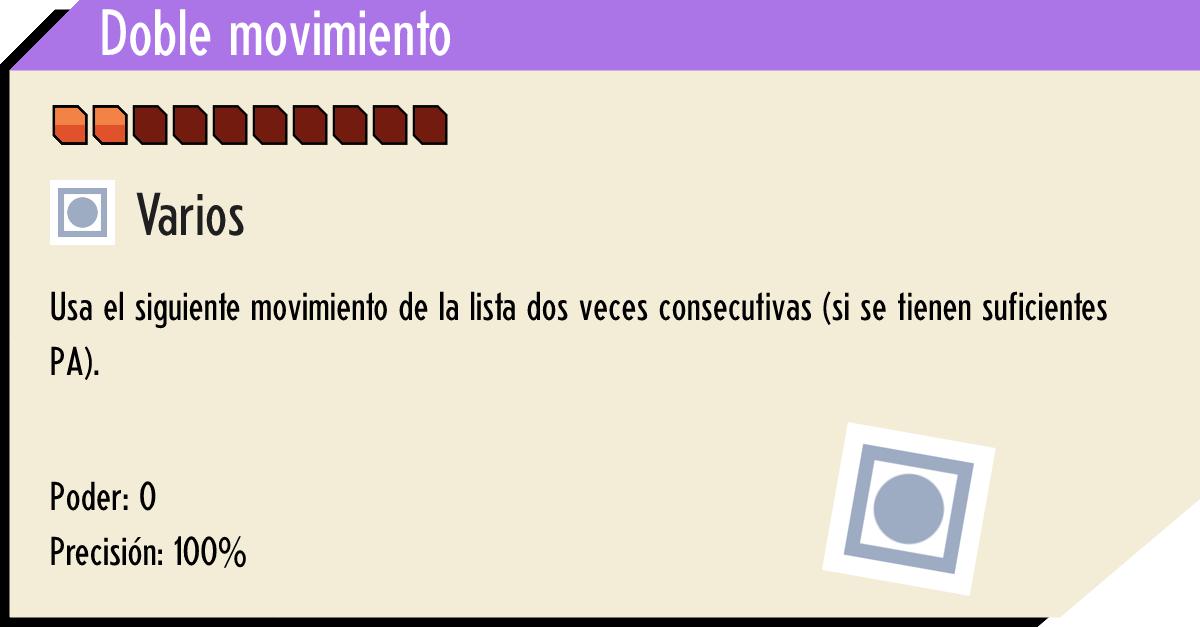 Doble movimiento
Varios
Usa el siguiente movimiento de la lista dos veces consecutivas (si se tienen suficientes
PA).
Poder: 0
Precisión: 100%